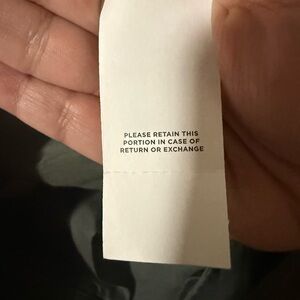 PLEASE RETAIN THIS
PORTION IN CASE OF
RETURN OR EXCHANGE